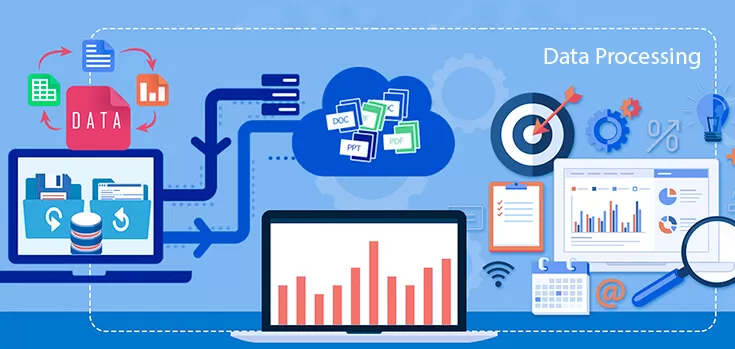 Data Processing
DATA
DOC
PPT
PDF
@
%